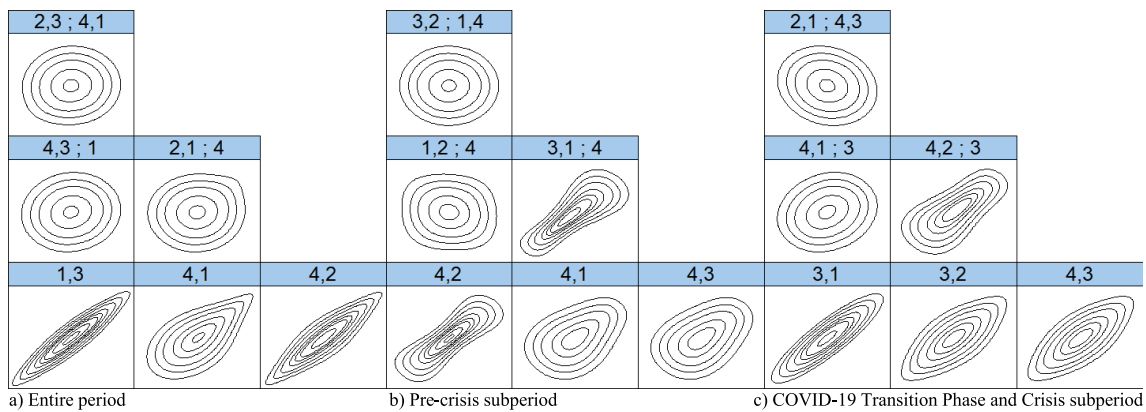 2,3 ; 4,1
3,2 ; 1,4
2,1 ; 4,3
4,3 ; 1
2,1 ; 4
1,2 ; 4
3,1 ; 4
4,1 ; 3
4,2 ; 3
1,3
4,1
4,2
4,2
4,1
4,3
3,1
3,2
4,3
a) Entire period
b) Pre-crisis subperiod
c) COVID-19 Transition Phase and Crisis subperiod